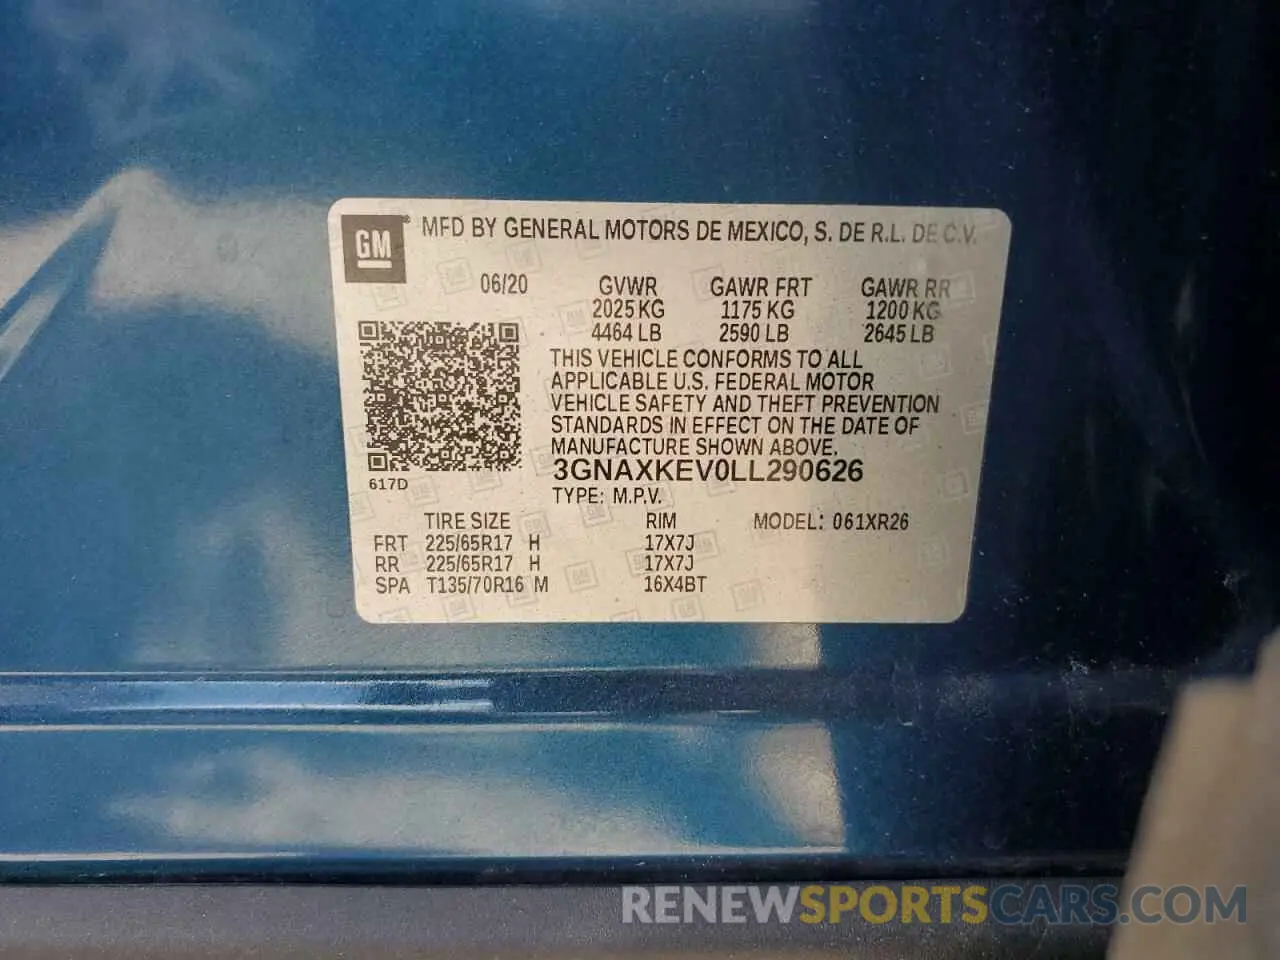 GM® MFD BY GENERAL MOTORS DE MEXICO, S. DE R.L. DE C.V.
06/20 GVWR GAWR FRT GAWR RR
2025 KG 1175 KG 1200 KG
4464 LB 2590 LB 2645 LB
THIS VEHICLE CONFORMS TO ALL
APPLICABLE U.S. FEDERAL MOTOR
VEHICLE SAFETY AND THEFT PREVENTION
STANDARDS IN EFFECT ON THE DATE OF
MANUFACTURE SHOWN ABOVE.
3GNAXKEV0LL290626
617D
TYPE: M.P.V.
TIRE SIZE RIM MODEL: 061XR26
FRT 225/65R17 H 17X7J
RR 225/65R17 H 17X7J
SPA T135/70R16 M 16X4BT
RENEWSPORTSCARS.COM